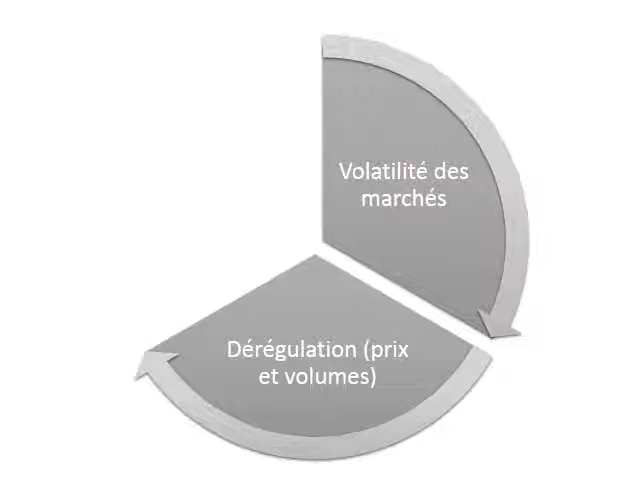 Volatilité des
marchés
Dérégulation (prix
et volumes)